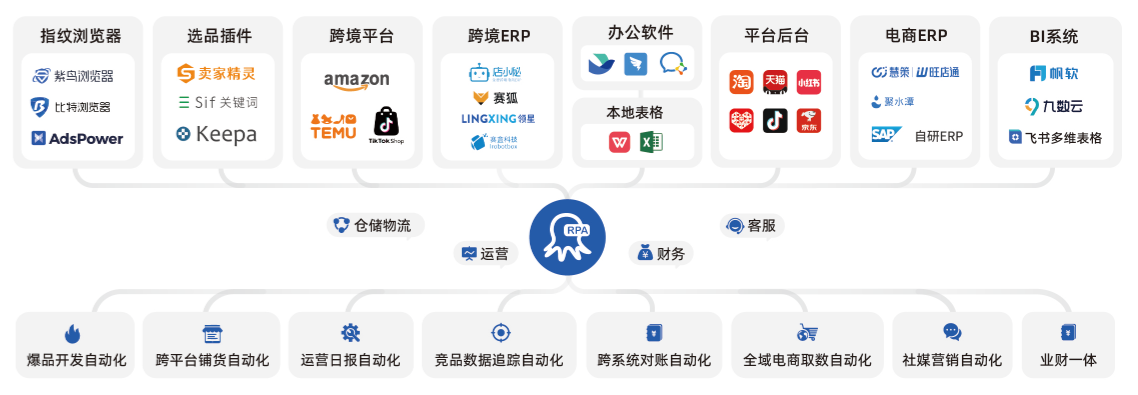 指纹浏览器
紫鸟浏览器
比特浏览器
AdsPower
选品插件
卖家精灵
Sif 关键词
Keepa
跨境平台
amazon
TEMU
TikTok Shop
跨境ERP
店小秘
赛狐
LINGXING 领星
赛盒科技
irobotbox
办公软件
本地表格
W
X
平台后台
淘
天猫
小红书
京东
电商ERP
慧策 | 旺店通
聚水潭
SAP
自研ERP
BI系统
帆软
九数云
飞书多维表格
仓储物流
运营
RPA
财务
客服
爆品开发自动化
跨平台铺货自动化
运营日报自动化
竞品数据追踪自动化
跨系统对账自动化
全域电商取数自动化
社媒营销自动化
业财一体